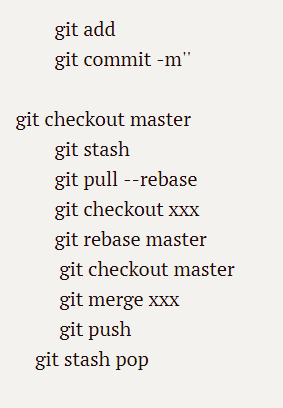 git add
git commit -m''
git checkout master
git stash
git pull --rebase
git checkout xxx
git rebase master
git checkout master
git merge xxx
git push
git stash pop